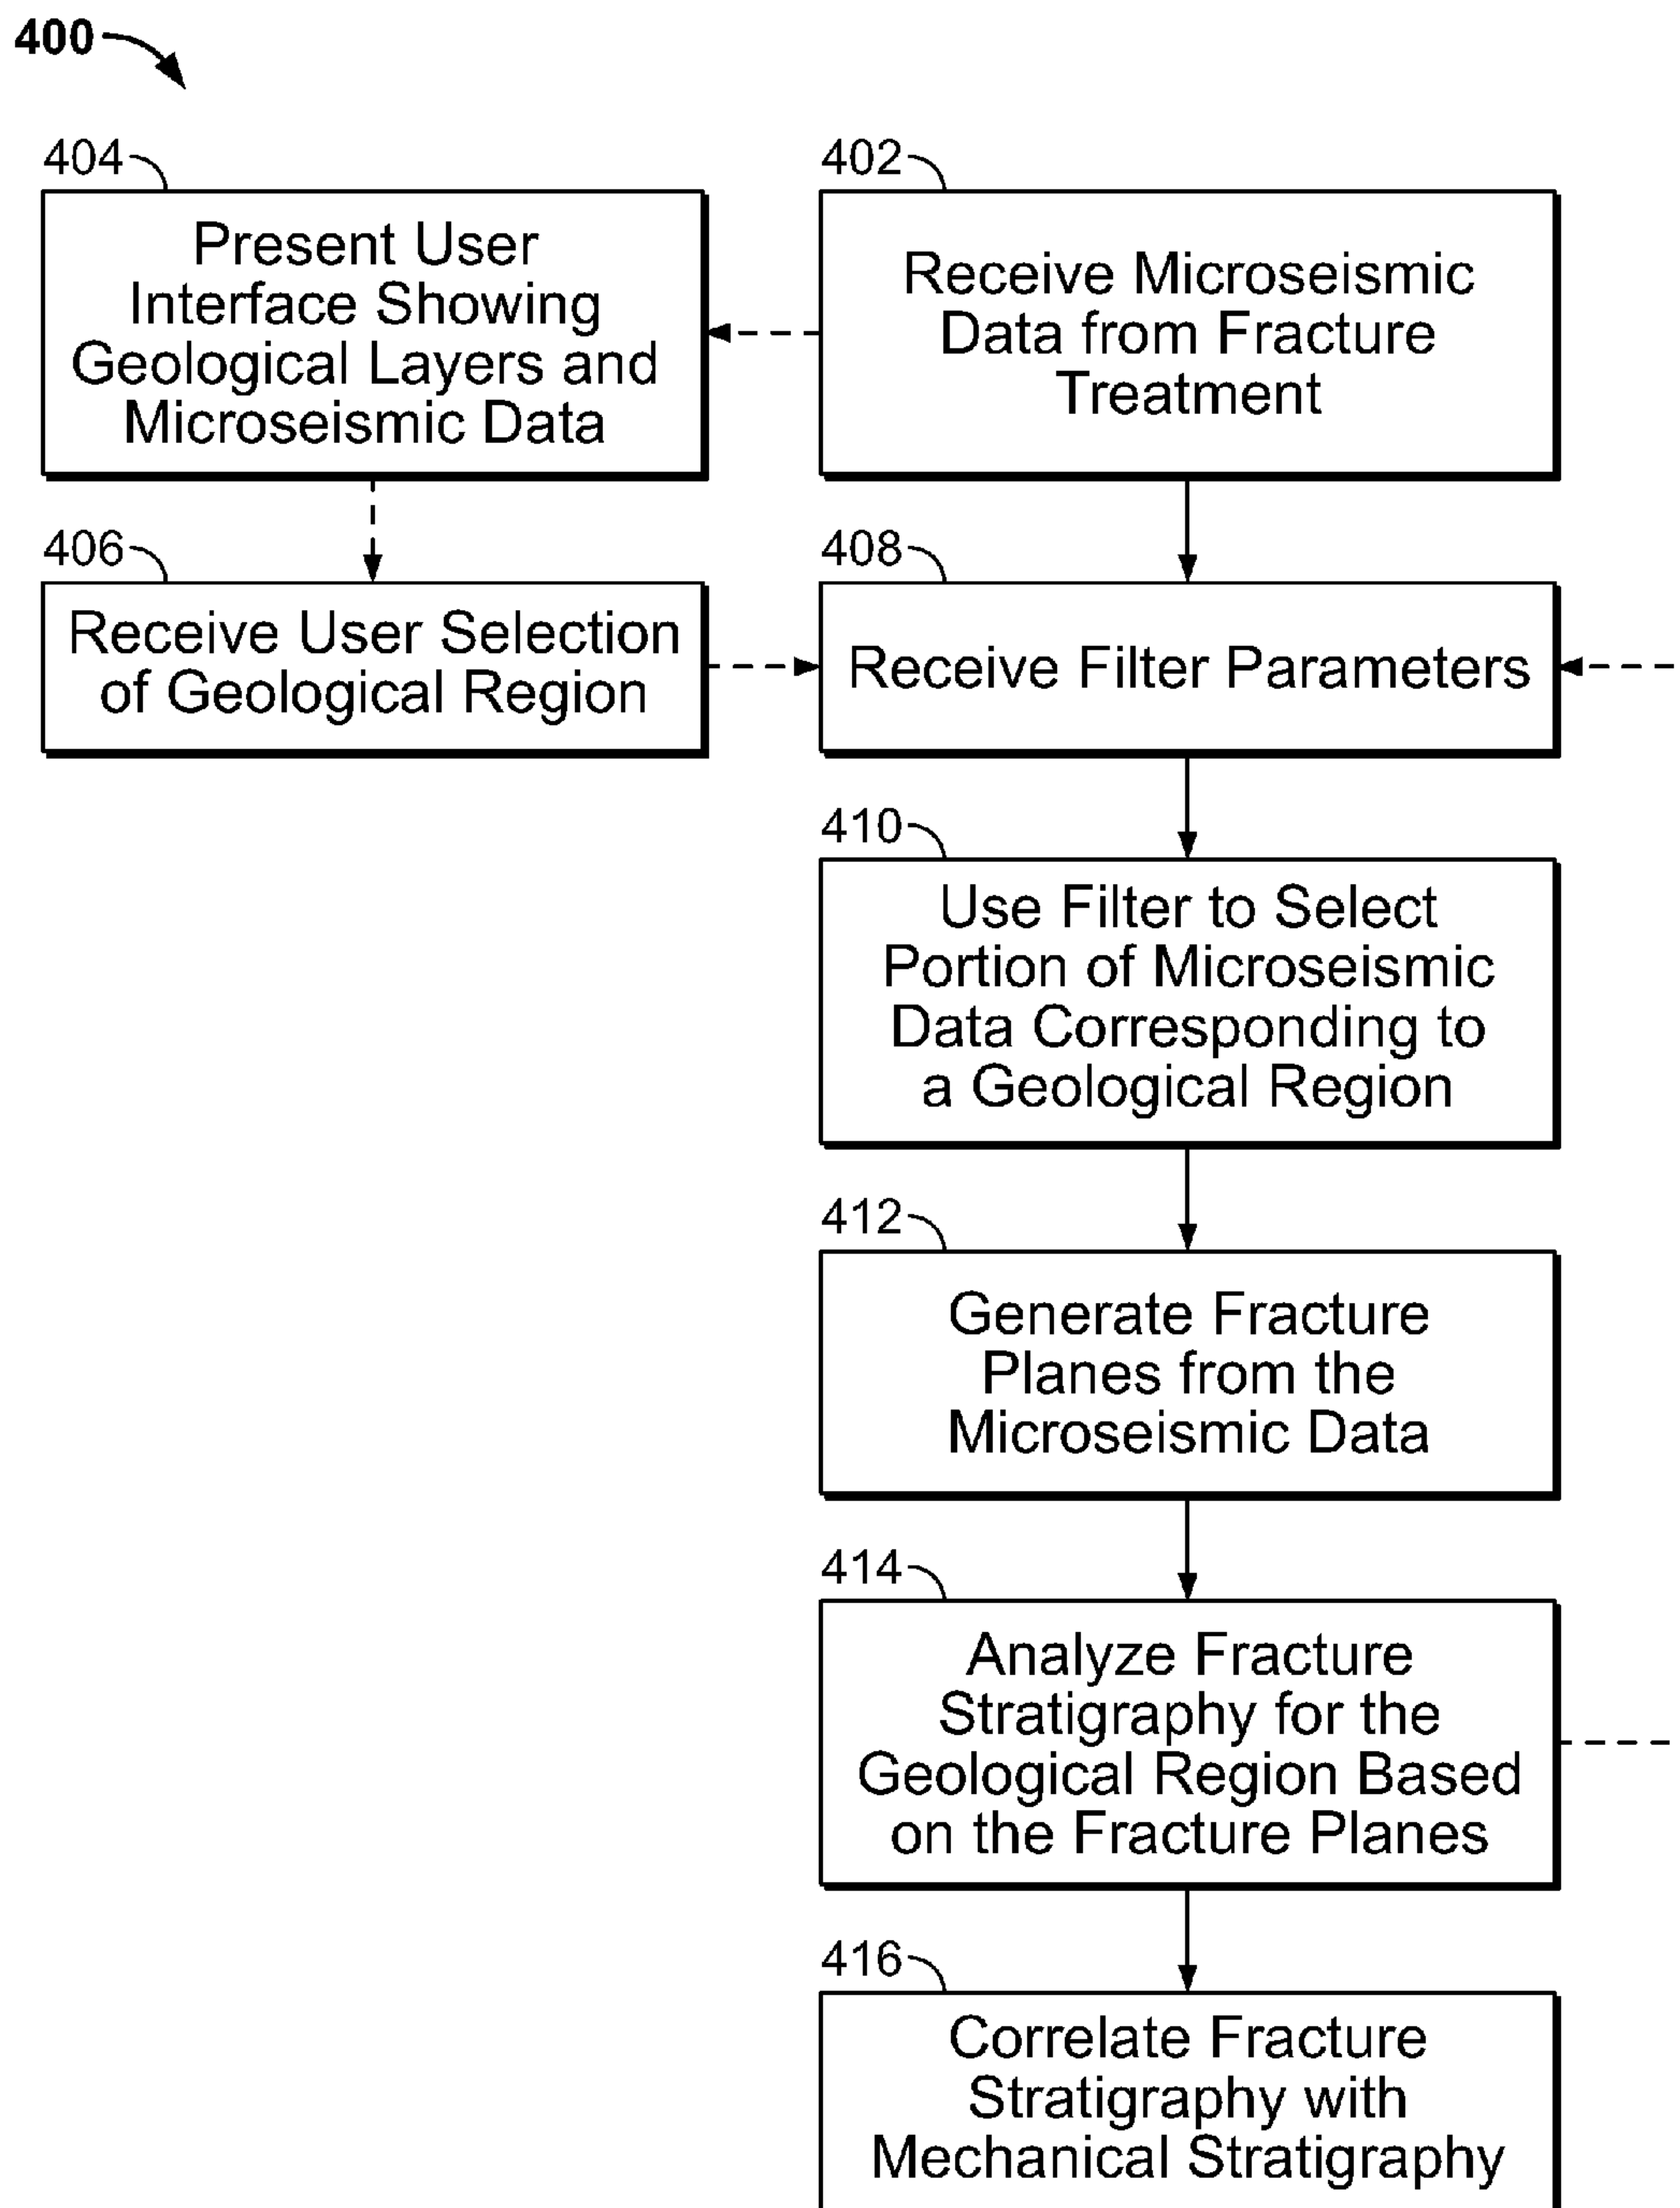 400
404
Present User
Interface Showing
Geological Layers and
Microseismic Data
402
Receive Microseismic
Data from Fracture
Treatment
406
Receive User Selection
of Geological Region
408
Receive Filter Parameters
410
Use Filter to Select
Portion of Microseismic
Data Corresponding to
a Geological Region
412
Generate Fracture
Planes from the
Microseismic Data
414
Analyze Fracture
Stratigraphy for the
Geological Region Based
on the Fracture Planes
416
Correlate Fracture
Stratigraphy with
Mechanical Stratigraphy